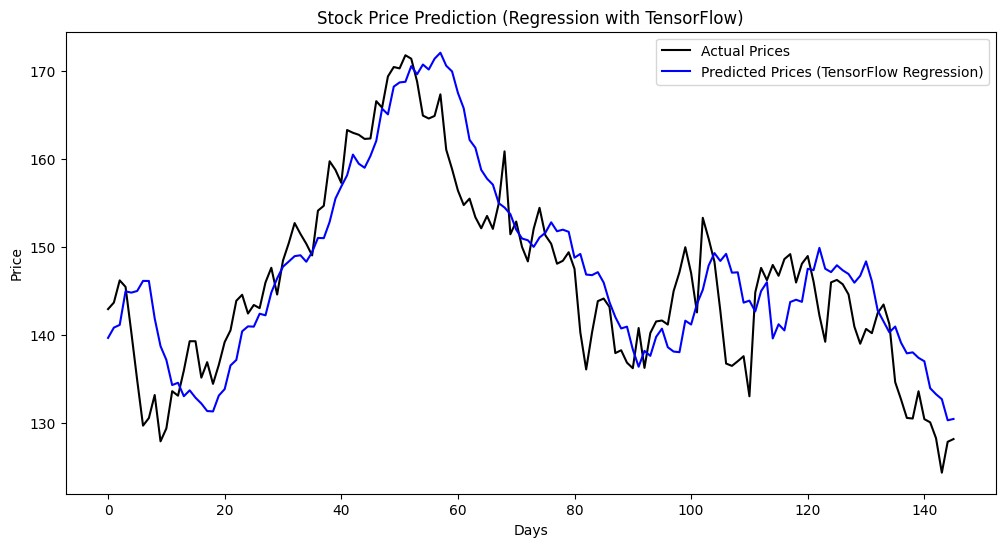 Stock Price Prediction (Regression with TensorFlow)
Actual Prices
Predicted Prices (TensorFlow Regression)
170
160
150
140
130
Price
0 20 40 60 80 100 120 140
Days